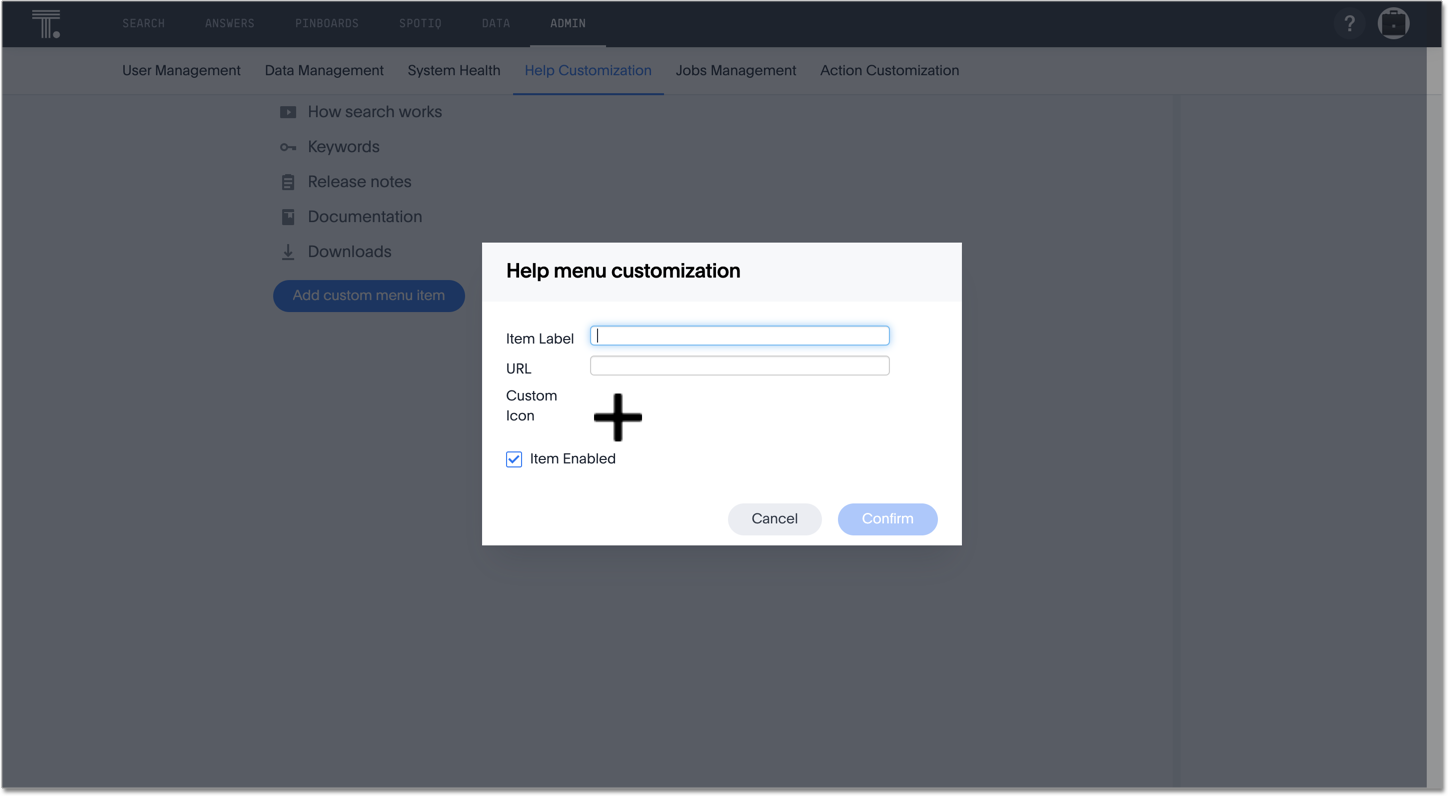 T.
SEARCH ANSWERS PINBOARDS SPOTIQ DATA ADMIN ?
User Management Data Management System Health Help Customization Jobs Management Action Customization
How search works
Keywords
Release notes
Documentation
Downloads
Add custom menu item
Help menu customization
Item Label
URL
Custom
Icon
Item Enabled
Cancel Confirm